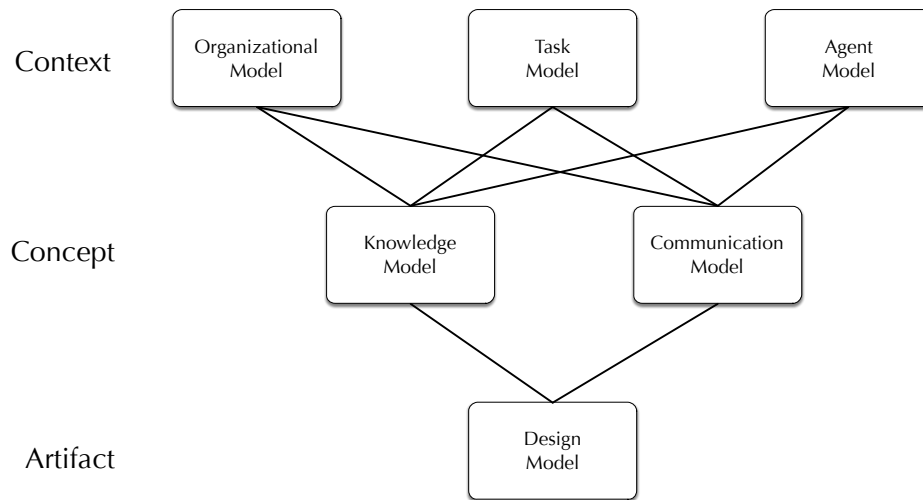 Context
Organizational
Model
Task
Model
Agent
Model
Concept
Knowledge
Model
Communication
Model
Artifact
Design
Model